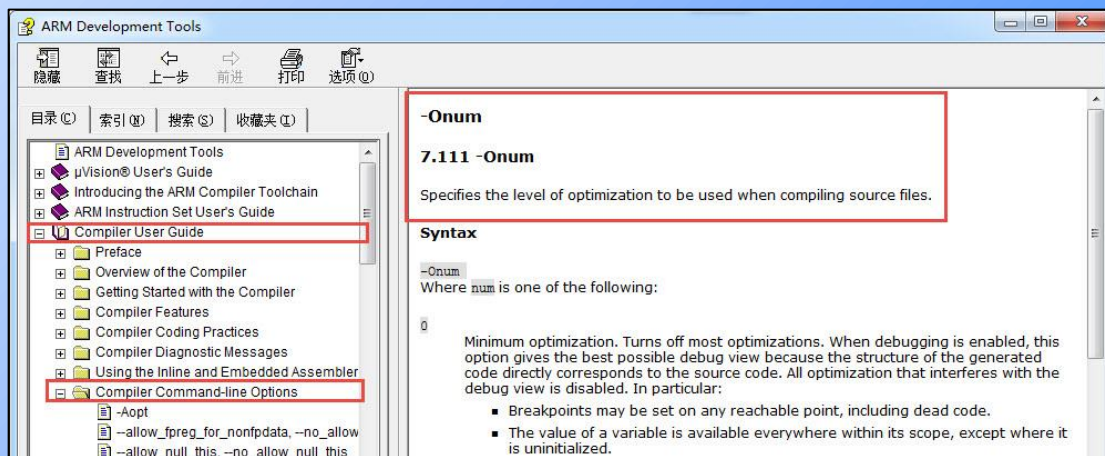 ARM Development Tools
隐藏 查找 上一步 前进 打印 选项(O)
目录(C) 索引(N) 搜索(S) 收藏夹(I)
ARM Development Tools
µVision® User's Guide
Introducing the ARM Compiler Toolchain
ARM Instruction Set User's Guide
Compiler User Guide
Preface
Overview of the Compiler
Getting Started with the Compiler
Compiler Features
Compiler Coding Practices
Compiler Diagnostic Messages
Using the Inline and Embedded Assembler
Compiler Command-line Options
-Aopt
--allow_fpreg_for_nonfpdata, --no_allow
--allow_null_this, --no_allow_null_this
-Onum
7.111 -Onum
Specifies the level of optimization to be used when compiling source files.
Syntax
-Onum
Where num is one of the following:
0
Minimum optimization. Turns off most optimizations. When debugging is enabled, this
option gives the best possible debug view because the structure of the generated
code directly corresponds to the source code. All optimization that interferes with the
debug view is disabled. In particular:
▪ Breakpoints may be set on any reachable point, including dead code.
▪ The value of a variable is available everywhere within its scope, except where it
is uninitialized.